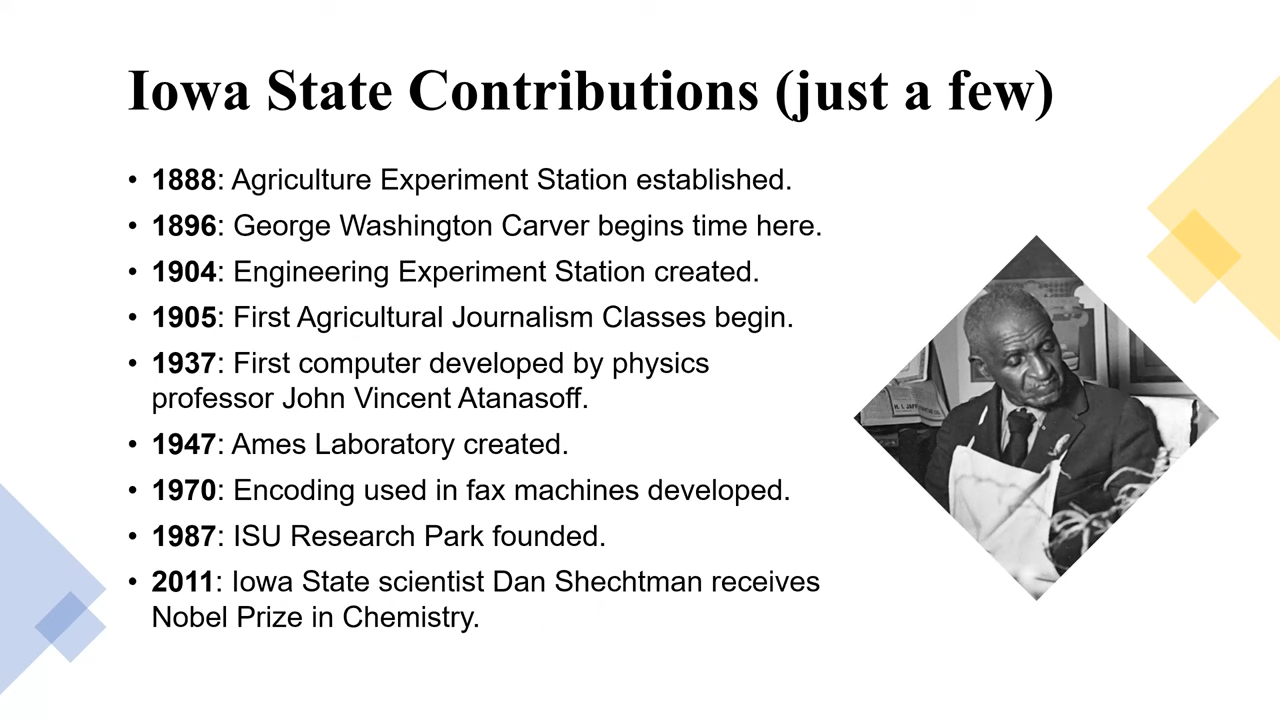 Iowa State Contributions (just a few)
• 1888: Agriculture Experiment Station established.
• 1896: George Washington Carver begins time here.
• 1904: Engineering Experiment Station created.
• 1905: First Agricultural Journalism Classes begin.
• 1937: First computer developed by physics
professor John Vincent Atanasoff.
• 1947: Ames Laboratory created.
• 1970: Encoding used in fax machines developed.
• 1987: ISU Research Park founded.
• 2011: Iowa State scientist Dan Shechtman receives
Nobel Prize in Chemistry.